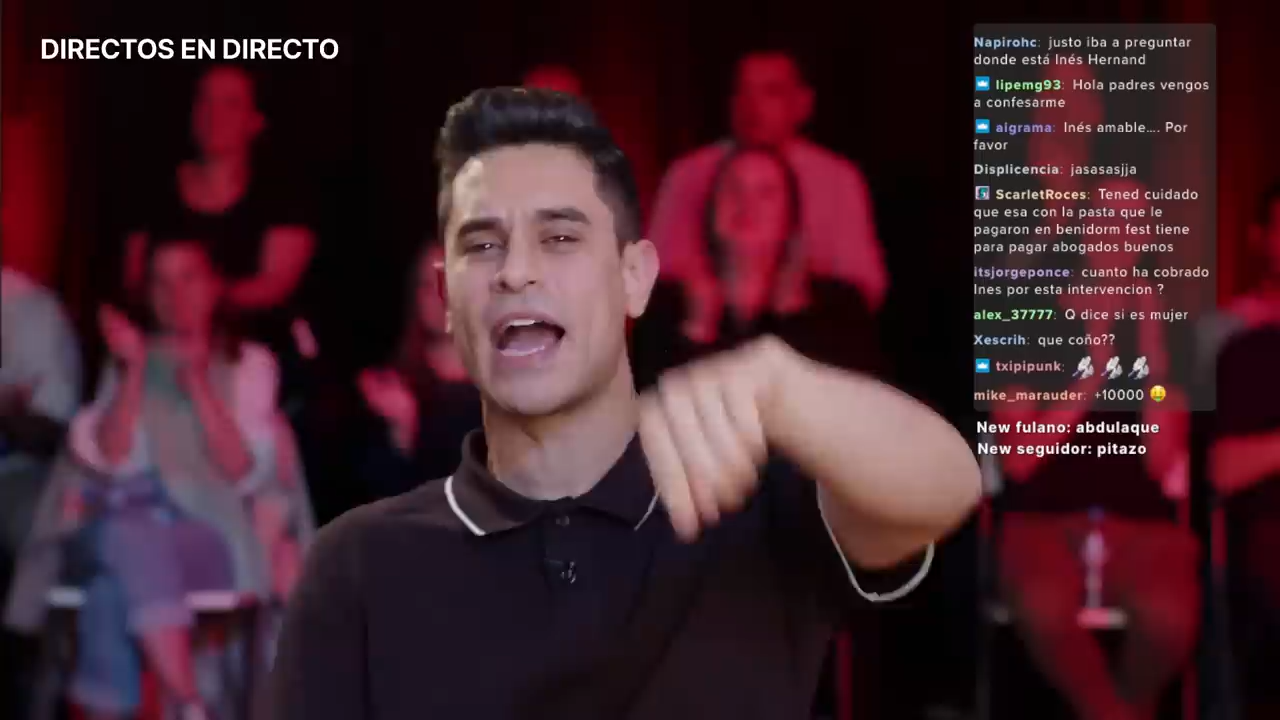 DIRECTOS EN DIRECTO
Napirohc: justo iba a preguntar
donde está Inés Hernand
lipemg93: Hola padres vengos
a confesarme
aigrama: Inés amable.... Por
favor
Displicencia: jasasasjja
ScarletRoces: Tened cuidado
que esa con la pasta que le
pagaron en benidorm fest tiene
para pagar abogados buenos
itsjorgeponce: cuanto ha cobrado
Ines por esta intervencion ?
alex_37777: Q dice si es mujer
Xescrih: que coño??
txipipunk:
mike_marauder: +10000 🤑
New fulano: abdulaque
New seguidor: pitazo